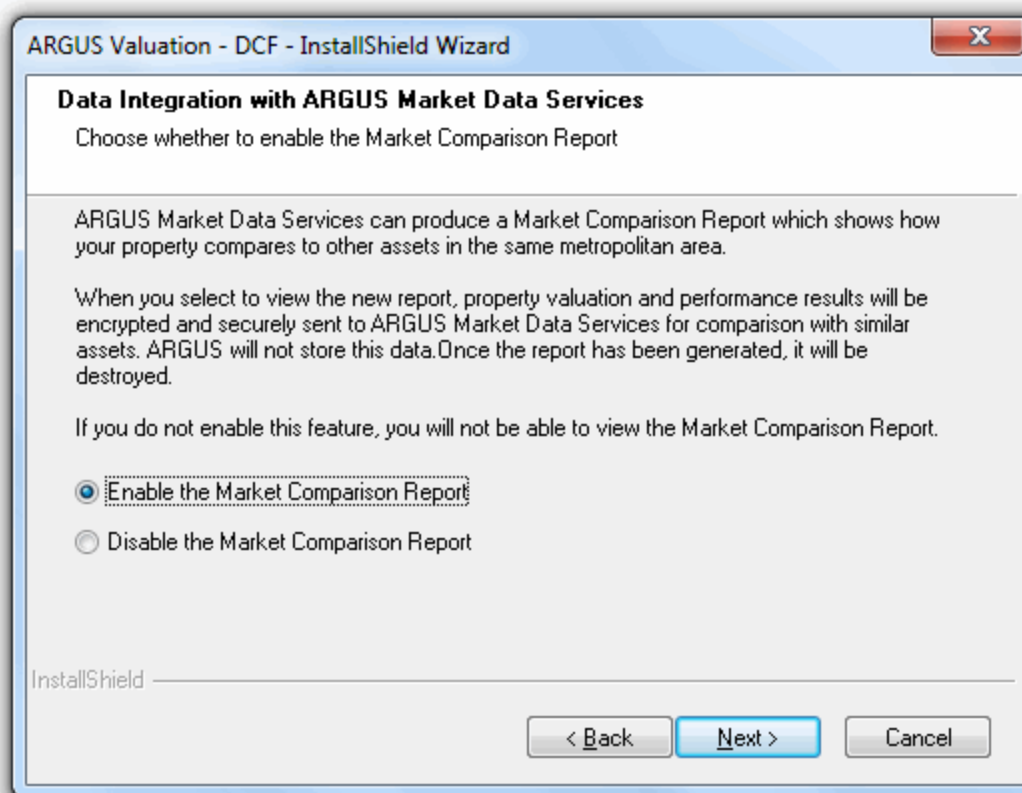 ARGUS Valuation - DCF - InstallShield Wizard
Data Integration with ARGUS Market Data Services
Choose whether to enable the Market Comparison Report
ARGUS Market Data Services can produce a Market Comparison Report which shows how
your property compares to other assets in the same metropolitan area.
When you select to view the new report, property valuation and performance results will be
encrypted and securely sent to ARGUS Market Data Services for comparison with similar
assets. ARGUS will not store this data.Once the report has been generated, it will be
destroyed.
If you do not enable this feature, you will not be able to view the Market Comparison Report.
Enable the Market Comparison Report
Disable the Market Comparison Report
InstallShield
< Back Next > Cancel